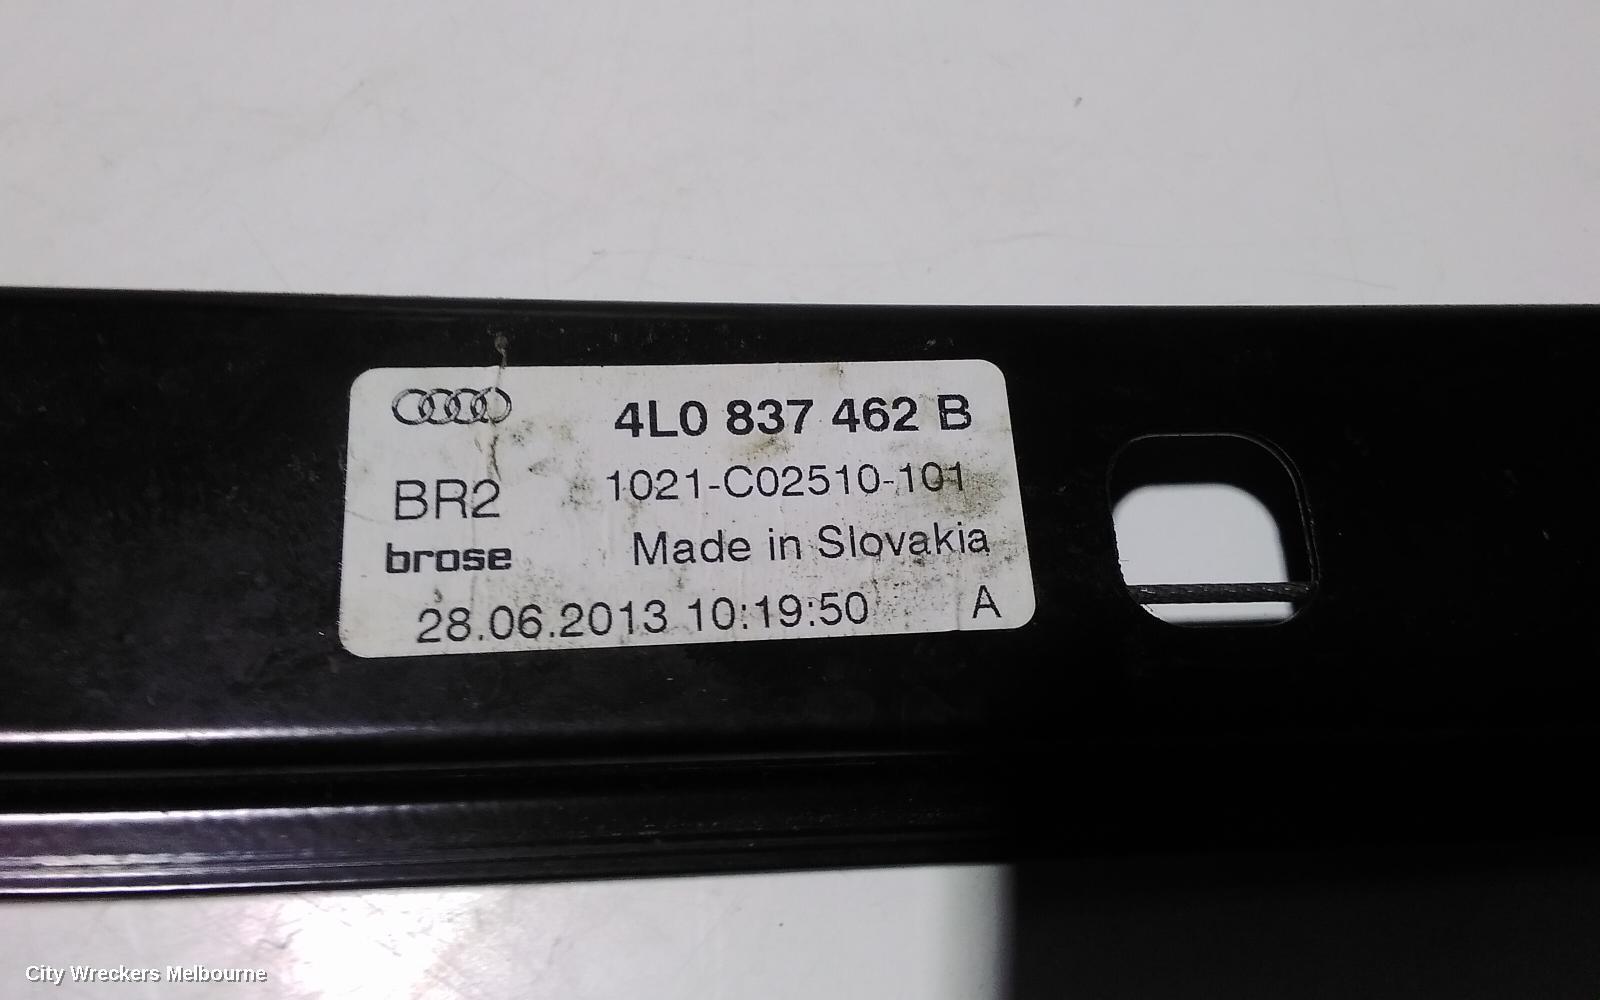 4L0 837 462 B
BR2 1021-C02510-101
brose Made in Slovakia
28.06.2013 10:19:50 A
City Wreckers Melbourne